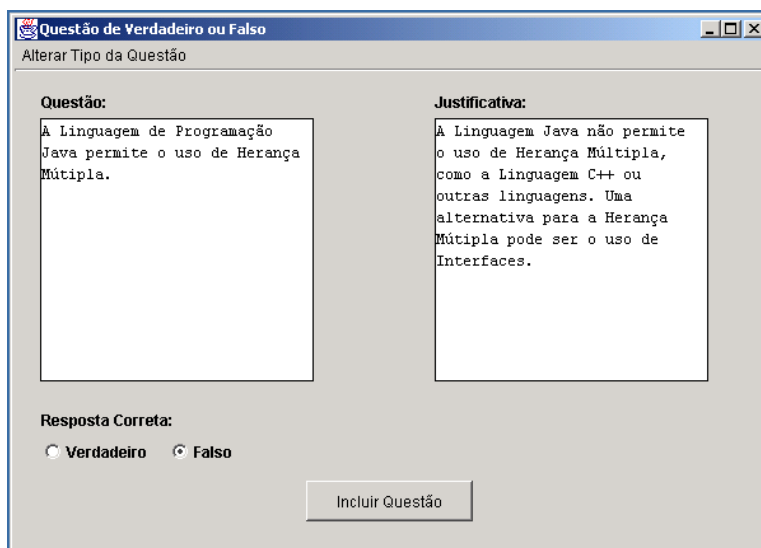 Questão de Verdadeiro ou Falso
Alterar Tipo da Questão
Questão:
A Linguagem de Programação
Java permite o uso de Herança
Mútipla.
Justificativa:
A Linguagem Java não permite
o uso de Herança Múltipla,
como a Linguagem C++ ou
outras linguagens. Uma
alternativa para a Herança
Mútipla pode ser o uso de
Interfaces.
Resposta Correta:
Verdadeiro Falso
Incluir Questão